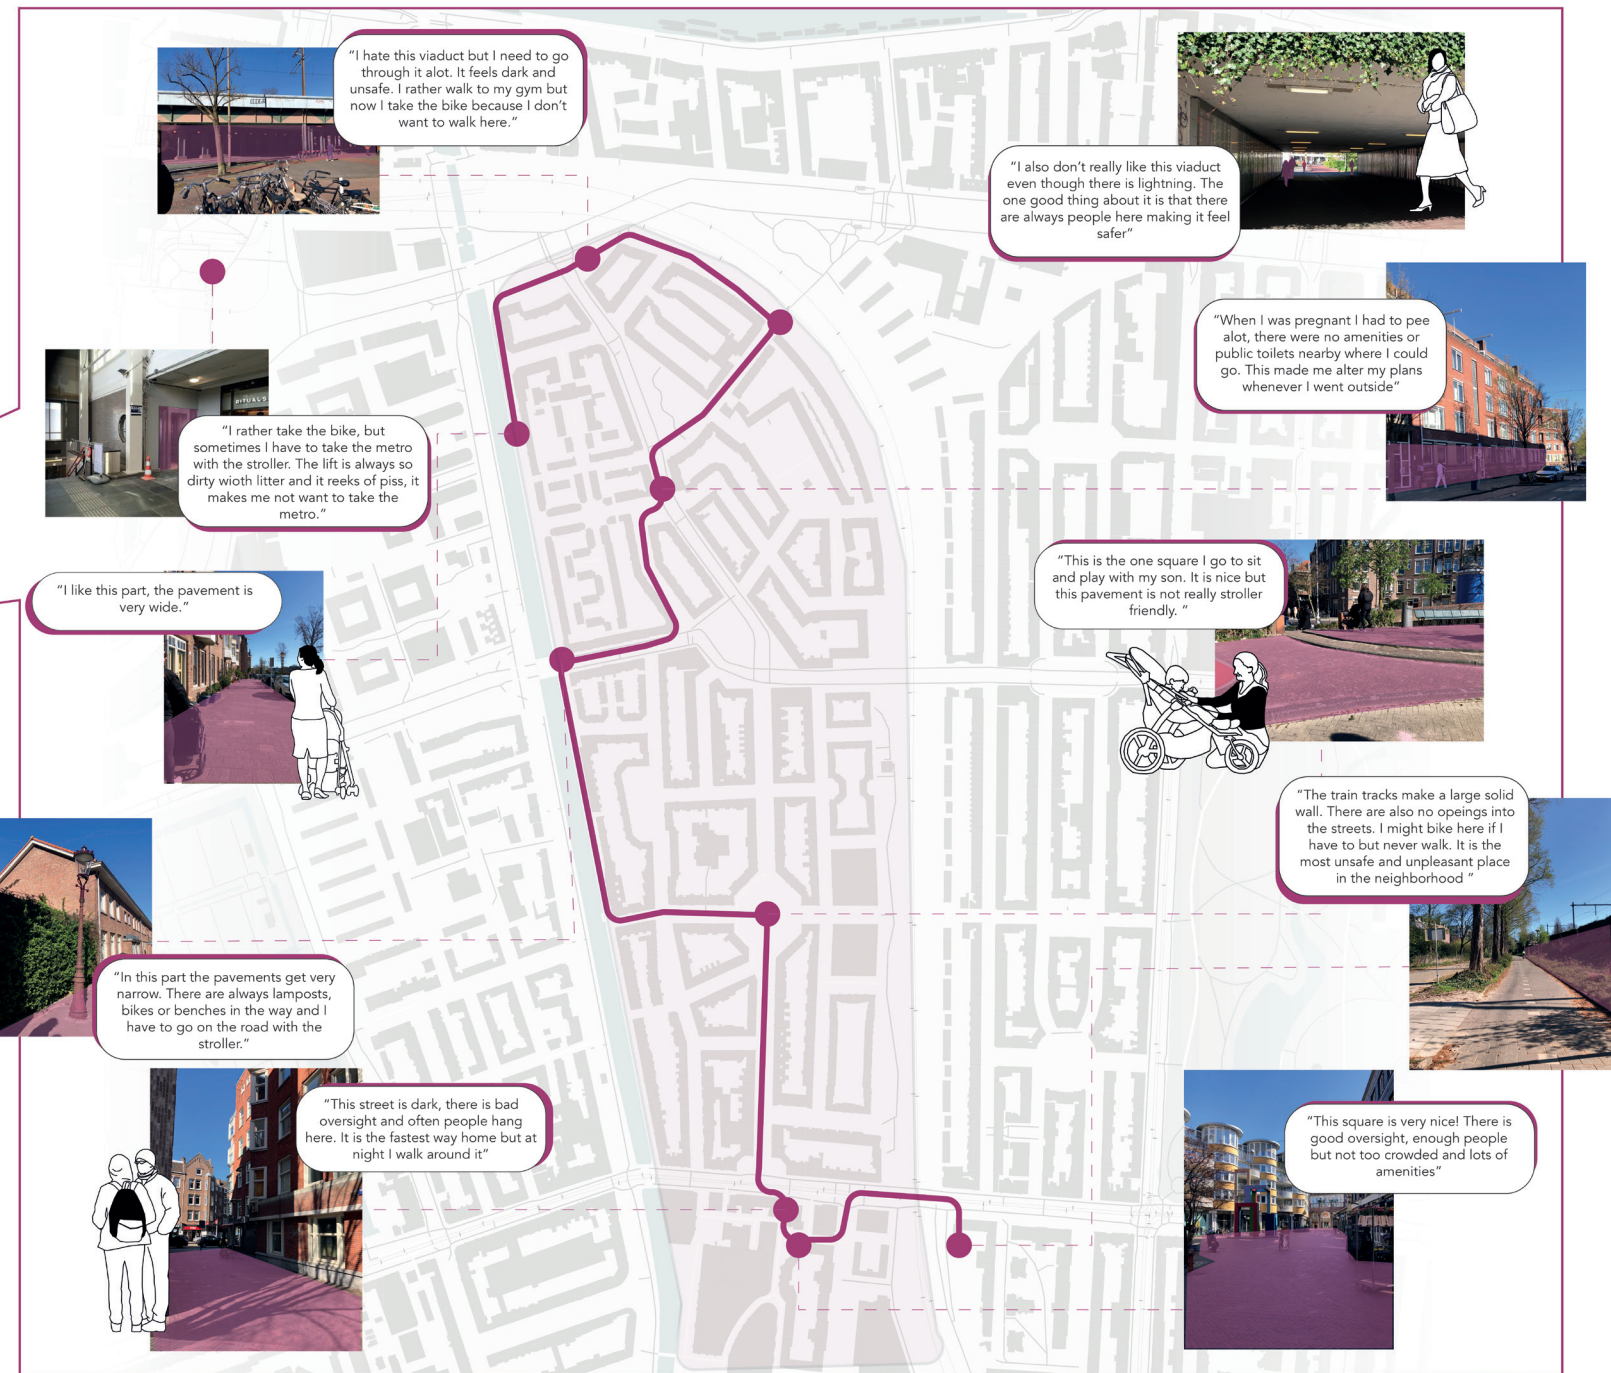 “I hate this viaduct but I need to go
through it alot. It feels dark and
unsafe. I rather walk to my gym but
now I take the bike because I don’t
want to walk here.”
“I also don’t really like this viaduct
even though there is lightning. The
one good thing about it is that there
are always people here making it feel
safer”
“When I was pregnant I had to pee
alot, there were no amenities or
public toilets nearby where I could
go. This made me alter my plans
whenever I went outside”
RITUALS
“I rather take the bike, but
sometimes I have to take the metro
with the stroller. The lift is always so
dirty wioth litter and it reeks of piss, it
makes me not want to take the
metro.”
“I like this part, the pavement is
very wide.”
“This is the one square I go to sit
and play with my son. It is nice but
this pavement is not really stroller
friendly. ”
“The train tracks make a large solid
wall. There are also no opeings into
the streets. I might bike here if I
have to but never walk. It is the
most unsafe and unpleasant place
in the neighborhood ”
“In this part the pavements get very
narrow. There are always lamposts,
bikes or benches in the way and I
have to go on the road with the
stroller.”
“This street is dark, there is bad
oversight and often people hang
here. It is the fastest way home but at
night I walk around it”
“This square is very nice! There is
good oversight, enough people
but not too crowded and lots of
amenities”